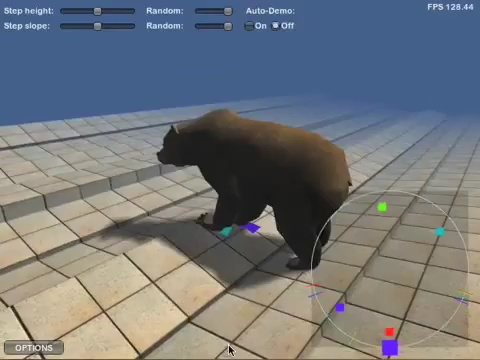 Step height: Random: Auto-Demo: FPS 128.44
Step slope: Random: On Off
OPTIONS